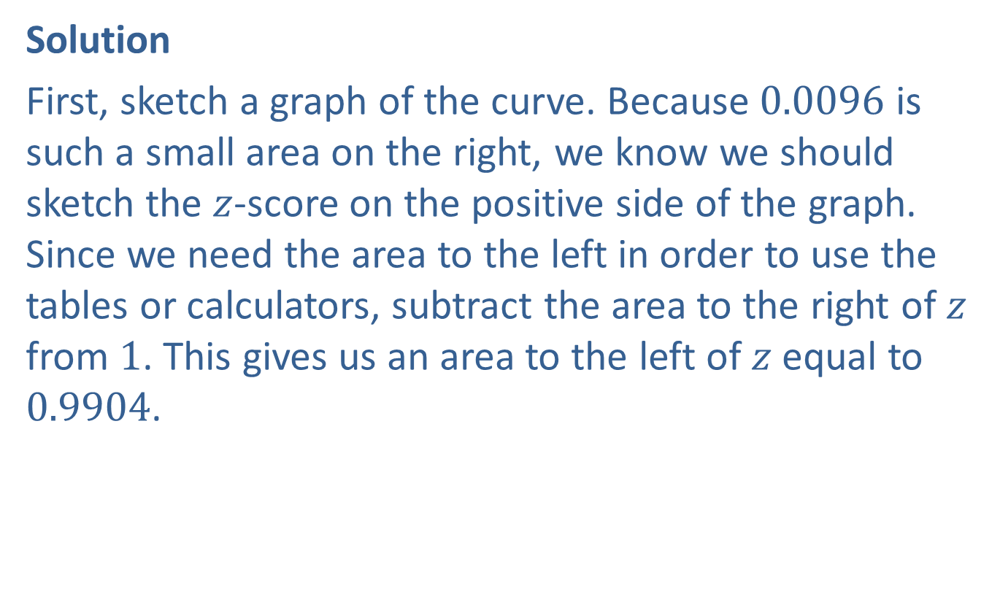 Solution
First, sketch a graph of the curve. Because 0.0096 is
such a small area on the right, we know we should
sketch the z-score on the positive side of the graph.
Since we need the area to the left in order to use the
tables or calculators, subtract the area to the right of z
from 1. This gives us an area to the left of z equal to
0.9904.